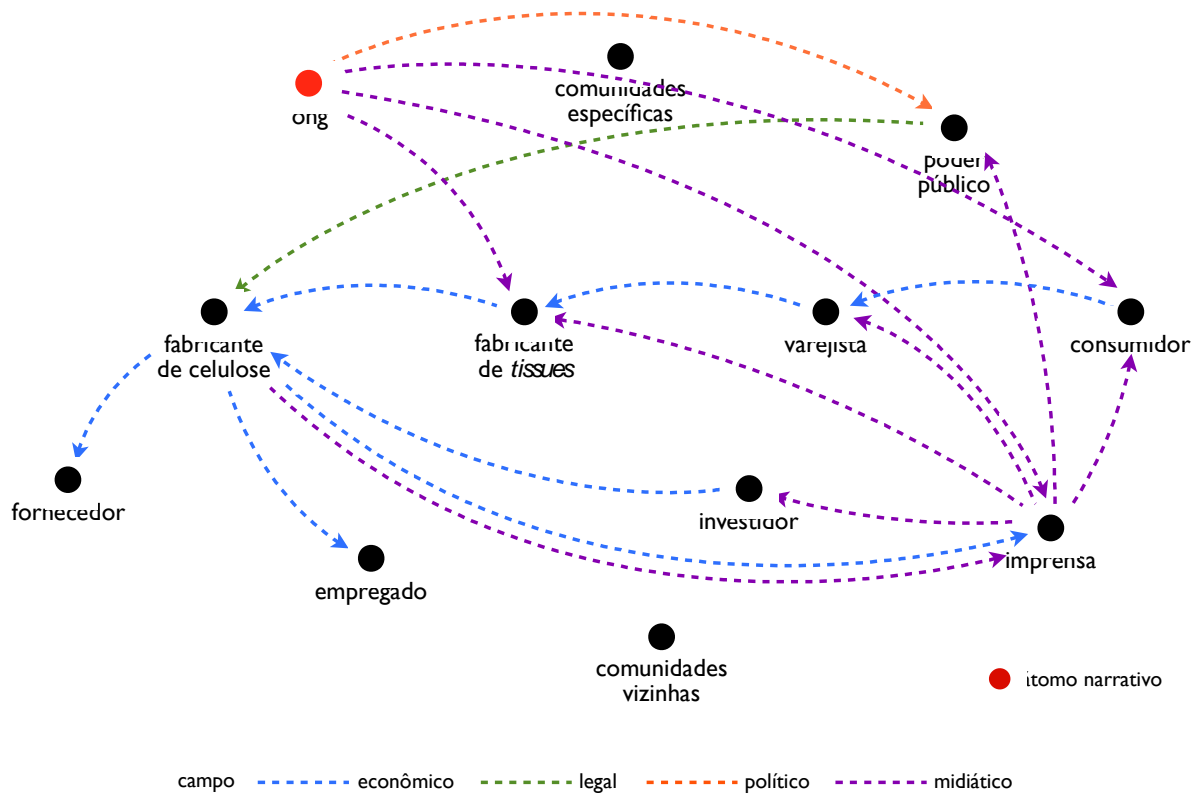 comunidades
específicas
ong
poder
público
fabricante
de celulose
fabricante
de tissues
varejista
consumidor
fornecedor
investidor
imprensa
empregado
comunidades
vizinhas
átomo narrativo
campo econômico legal político midiático